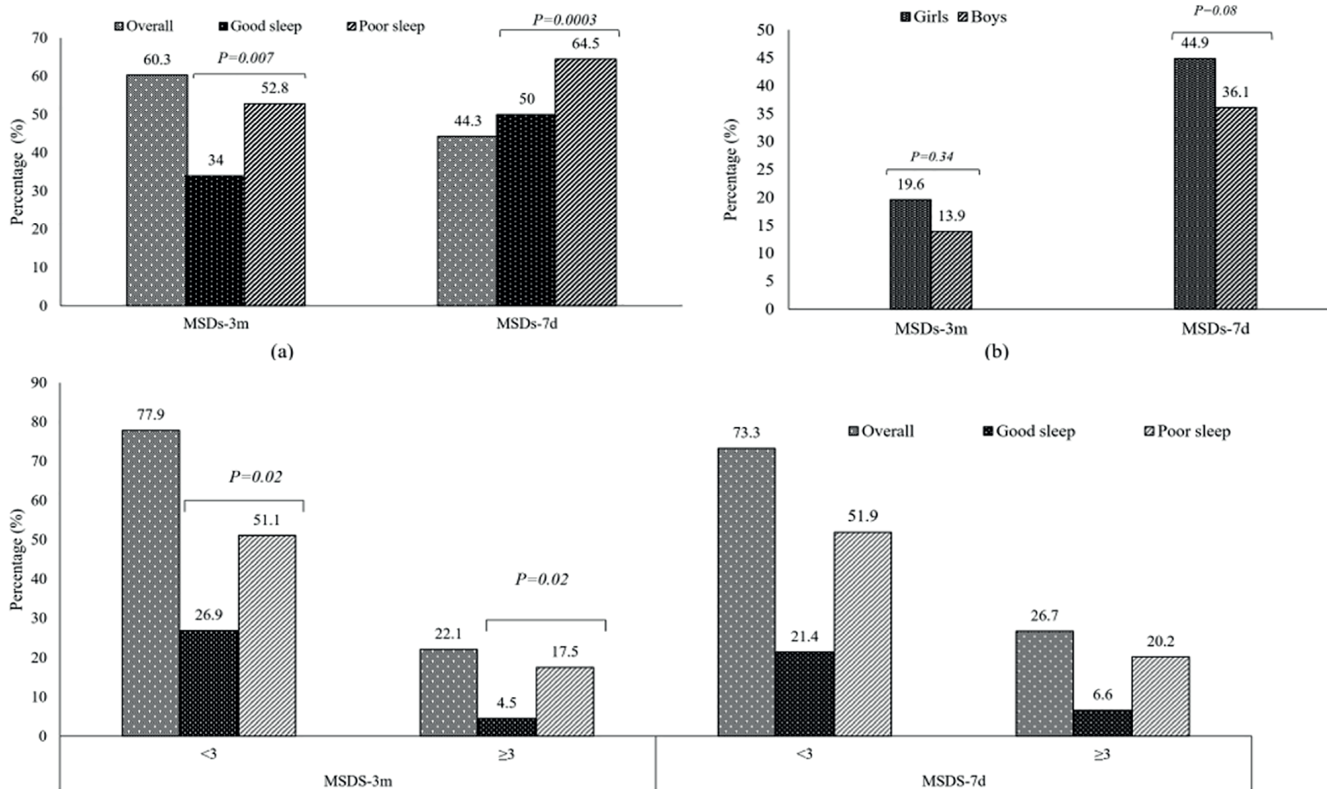 Overall Good sleep Poor sleep
P=0.0003
70
60
50
40
30
20
10
0
Percentage (%)
60.3
P=0.007
34
52.8
44.3
50
64.5
MSDs-3m MSDs-7d
(a)
Girls Boys
P=0.08
50
45
40
35
30
25
20
15
10
5
0
Percentage (%)
P=0.34
19.6
13.9
44.9
36.1
MSDs-3m MSDs-7d
(b)
90
80
70
60
50
40
30
20
10
0
Percentage (%)
Overall Good sleep Poor sleep
77.9
P=0.02
26.9
51.1
P=0.02
22.1
4.5
17.5
73.3
21.4
51.9
26.7
6.6
20.2
<3 ≥3 <3 ≥3
MSDS-3m MSDS-7d